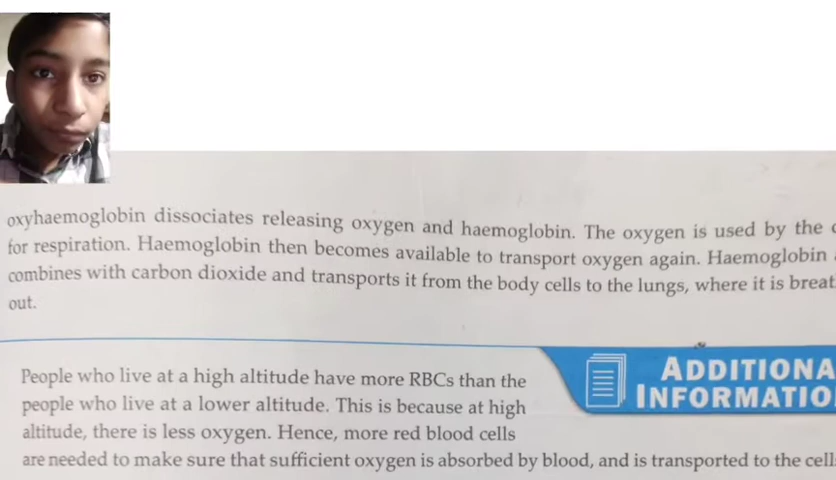 oxyhaemoglobin dissociates releasing oxygen and haemoglobin. The oxygen is used by the
for respiration. Haemoglobin then becomes available to transport oxygen again. Haemoglobin
combines with carbon dioxide and transports it from the body cells to the lungs, where it is breat
out.
ADDITIONA
INFORMATIO
People who live at a high altitude have more RBCs than the
people who live at a lower altitude. This is because at high
altitude, there is less oxygen. Hence, more red blood cells
are needed to make sure that sufficient oxygen is absorbed by blood, and is transported to the cell